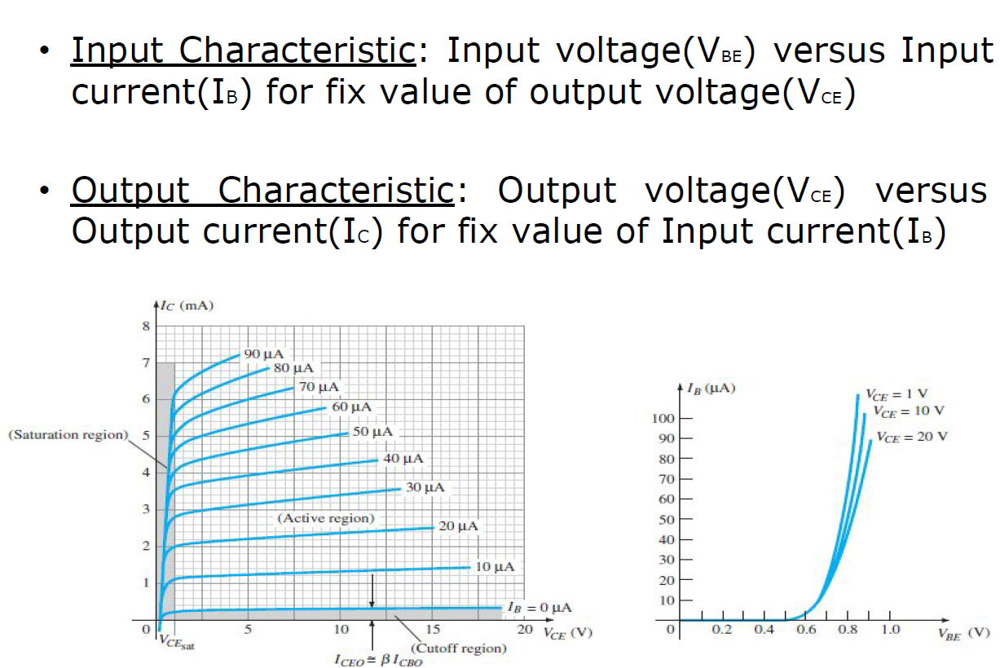 • Input Characteristic: Input voltage(VBE) versus Input
current(IB) for fix value of output voltage(VCE)
• Output Characteristic: Output voltage(VCE) versus
Output current(IC) for fix value of Input current(IB)
IC (mA)
8
7
6
5
4
3
2
1
0
90 µA
80 µA
70 µA
60 µA
50 µA
40 µA
30 µA
20 µA
10 µA
IB = 0 µA
(Saturation region)
(Active region)
(Cutoff region)
VCEsat
5
10
15
20
VCE (V)
ICEO ≅ βICBO
IB (µA)
VCE = 1 V
VCE = 10 V
VCE = 20 V
100
90
80
70
60
50
40
30
20
10
0
0.2
0.4
0.6
0.8
1.0
VBE (V)